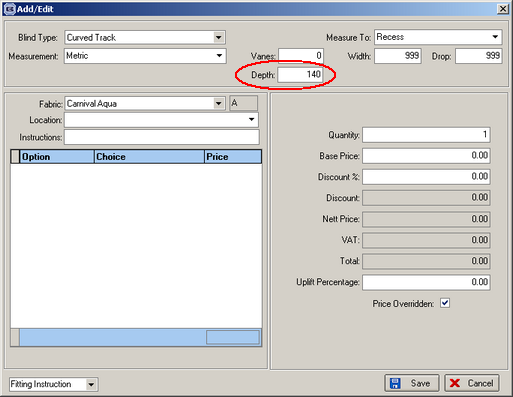 Add/Edit
Blind Type: Curved Track Measure To: Recess
Measurement: Metric Vanes: 0 Width: 999 Drop: 999
Depth: 140
Fabric: Carnival Aqua A
Location:
Instructions:
Option Choice Price
Quantity: 1
Base Price: 0.00
Discount %: 0.00
Discount: 0.00
Nett Price: 0.00
VAT: 0.00
Total: 0.00
Uplift Percentage: 0.00
Price Overridden:
Fitting Instruction Save Cancel